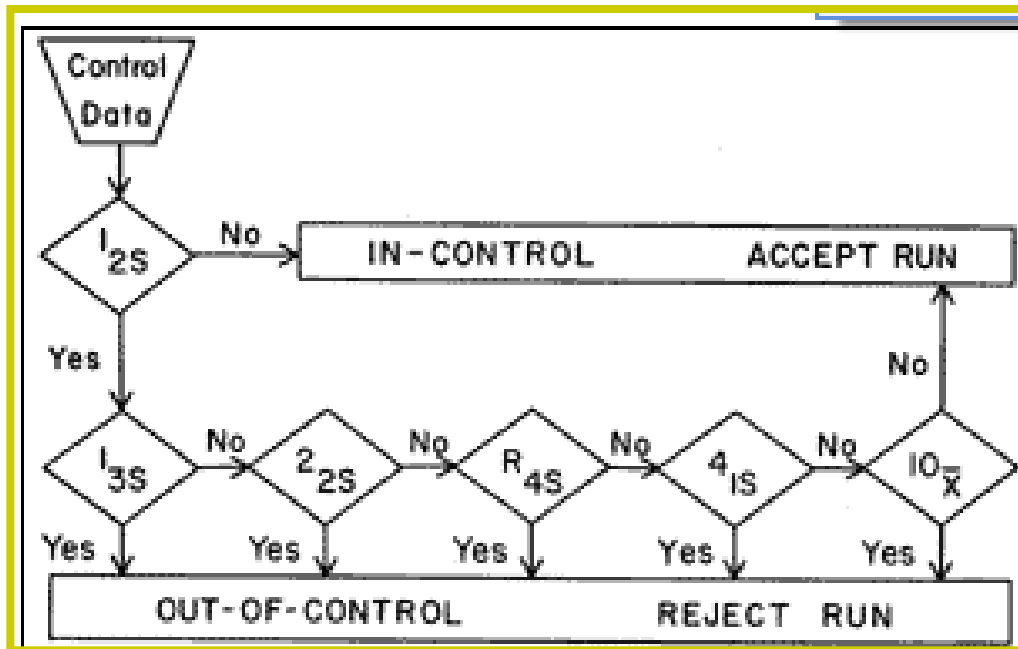 Control
Data
1 2S
No
IN-CONTROL ACCEPT RUN
Yes
No
1 3S
No
2 2S
No
R 4S
No
4 1S
No
10 x̄
Yes
Yes
Yes
Yes
Yes
OUT-OF-CONTROL REJECT RUN